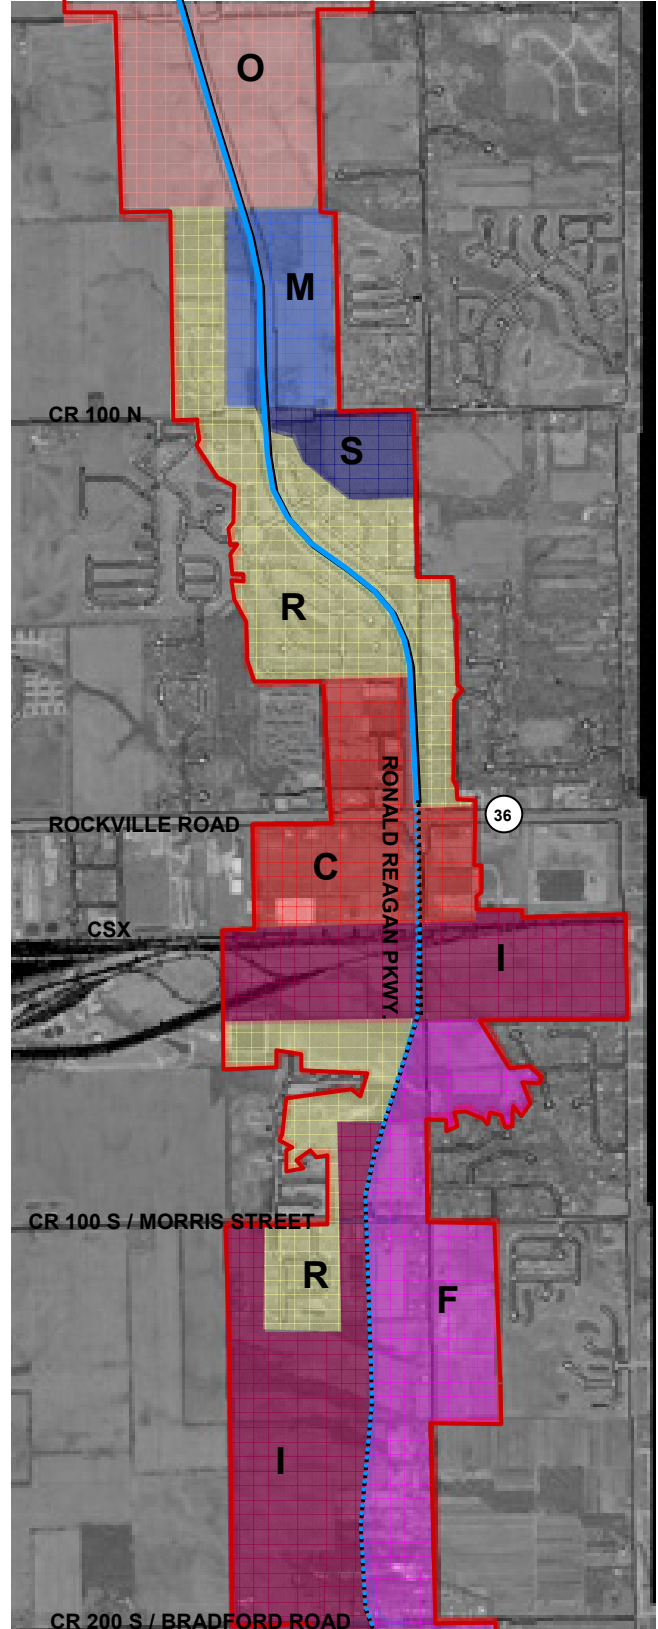 O
M
CR 100 N
S
R
RONALD REAGAN PKWY.
36
ROCKVILLE ROAD
C
CSX
I
CR 100 S / MORRIS STREET
R
F
I
CR 200 S / BRADFORD ROAD